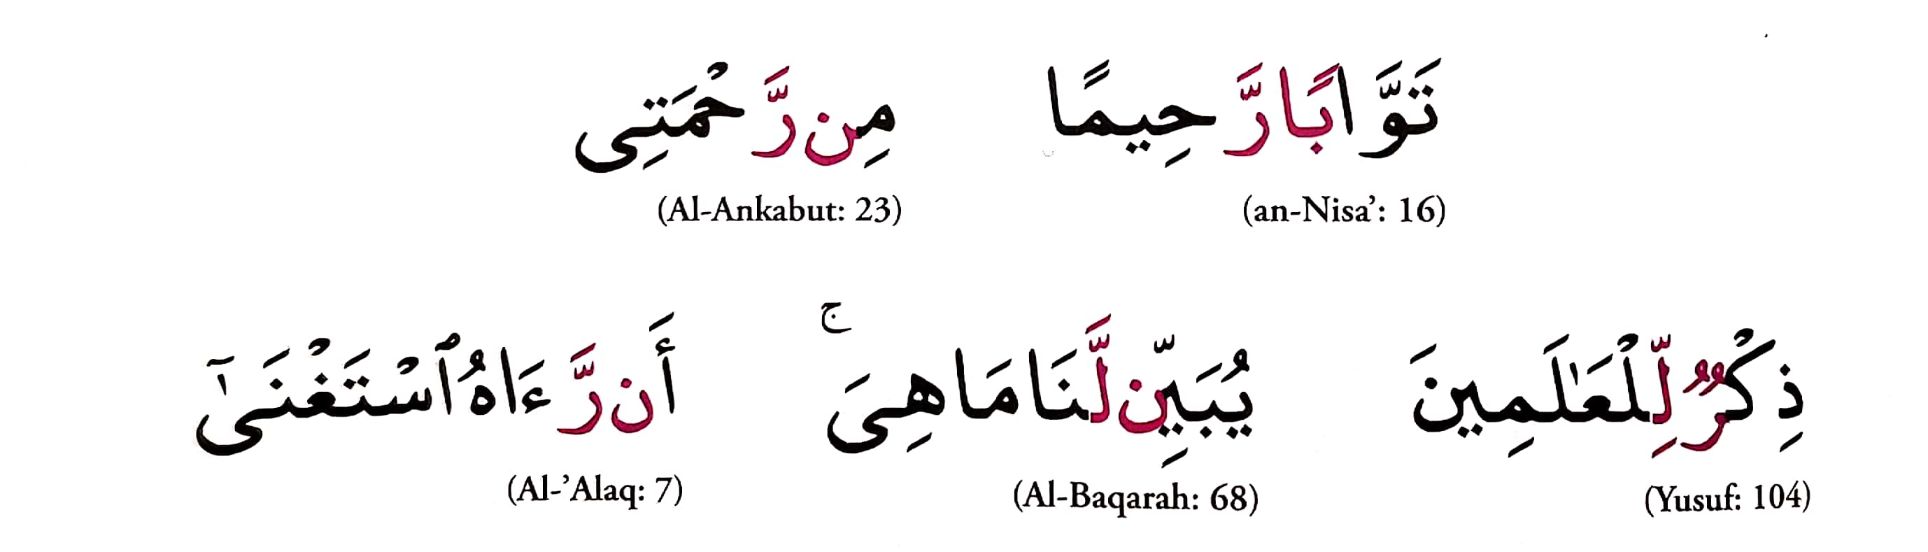 تَوَّابًا رَّحِيمًا مِن رَّحْمَتِى
(an-Nisa’: 16) (Al-Ankabut: 23)
ذِكْرٌ لِّلْعَٰلَمِينَ يُبَيِّن لَّنَا مَا هِىَ ۚ أَن رَّءَاهُ ٱسْتَغْنَىٰٓ
(Yusuf: 104) (Al-Baqarah: 68) (Al-’Alaq: 7)